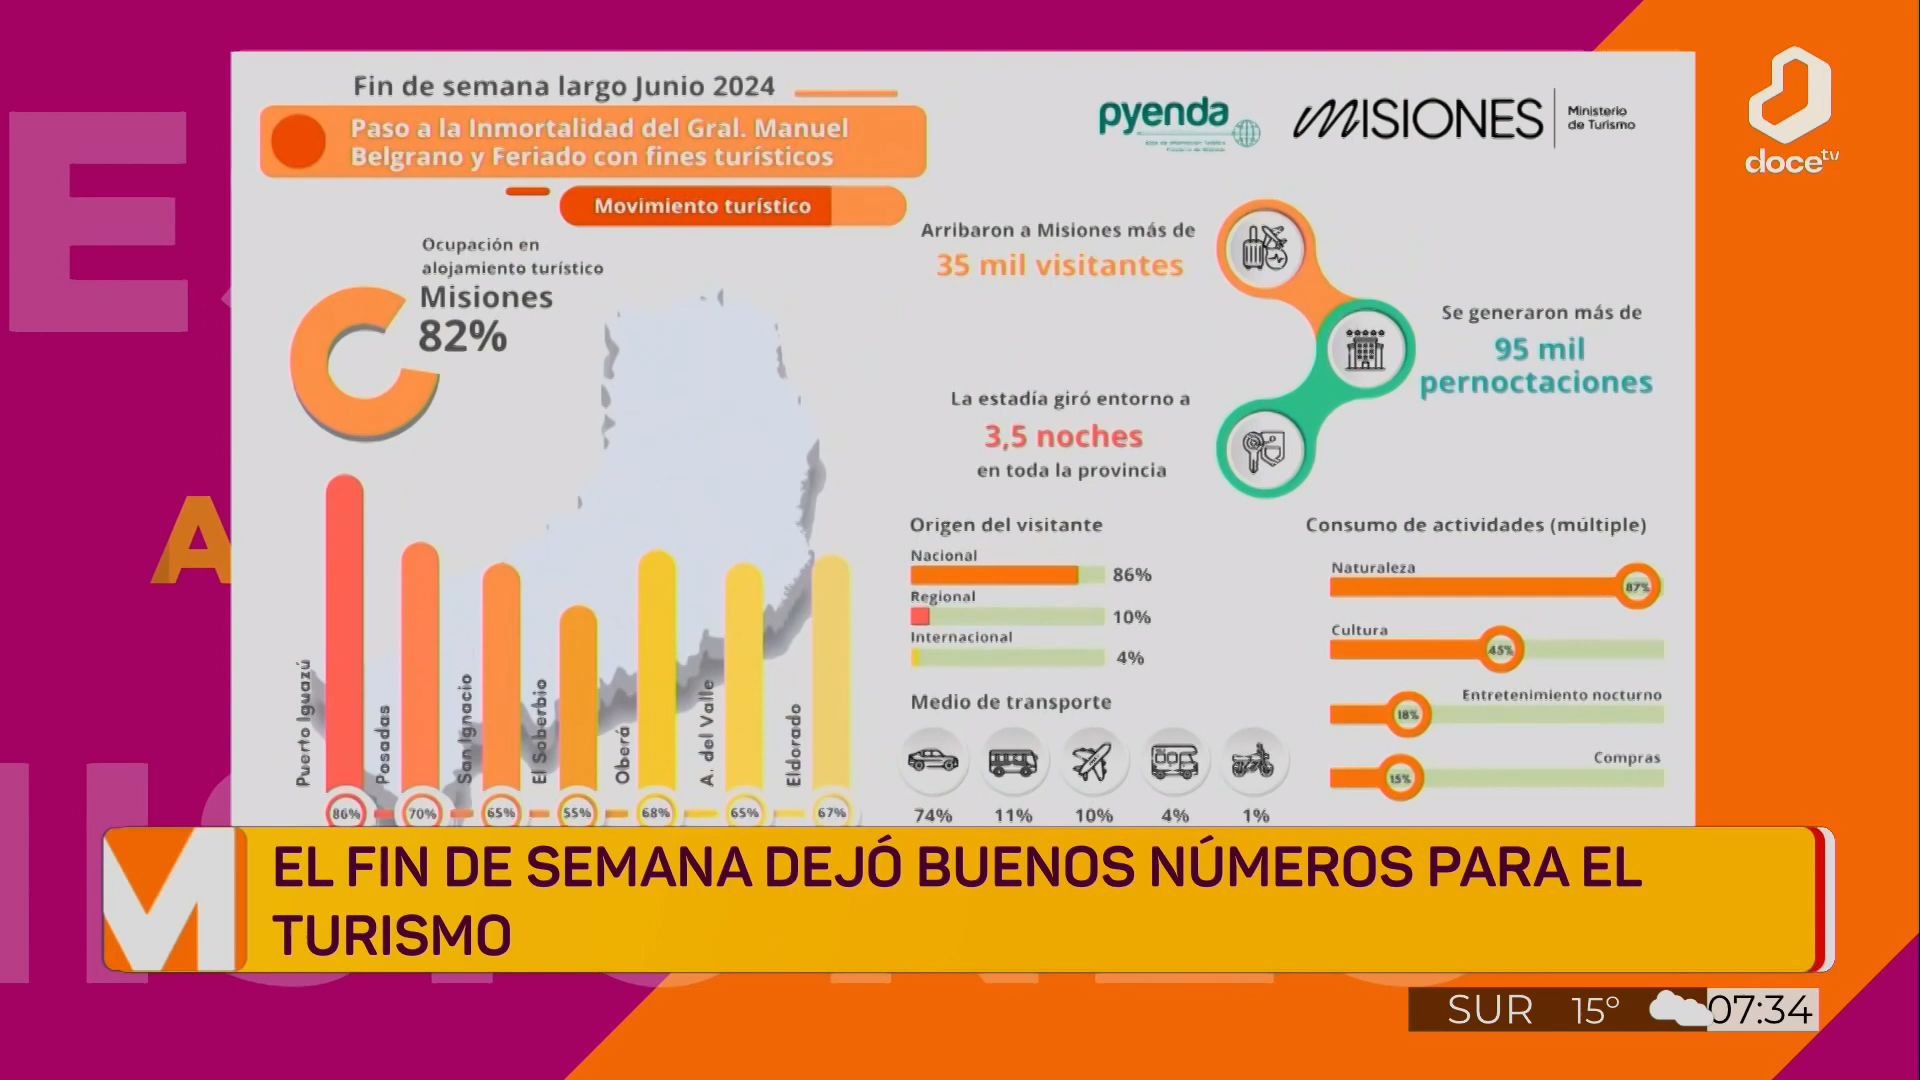 Fin de semana largo Junio 2024
Paso a la Inmortalidad del Gral. Manuel
Belgrano y Feriado con fines turísticos
Movimiento turístico
pyenda
MISIONES
Ministerio
de Turismo
doce tv
Ocupación en
alojamiento turístico
Misiones
82%
Arribaron a Misiones más de
35 mil visitantes
Se generaron más de
95 mil
pernoctaciones
La estadía giró entorno a
3,5 noches
en toda la provincia
Puerto Iguazú
Posadas
San Ignacio
El Soberbio
Oberá
A. del Valle
Eldorado
86%
70%
65%
55%
68%
65%
67%
Origen del visitante
Nacional
86%
Regional
10%
Internacional
4%
Medio de transporte
74%
11%
10%
4%
1%
Consumo de actividades (múltiple)
Naturaleza
87%
Cultura
45%
Entretenimiento nocturno
18%
Compras
15%
M
EL FIN DE SEMANA DEJÓ BUENOS NÚMEROS PARA EL
TURISMO
SUR 15° 07:34